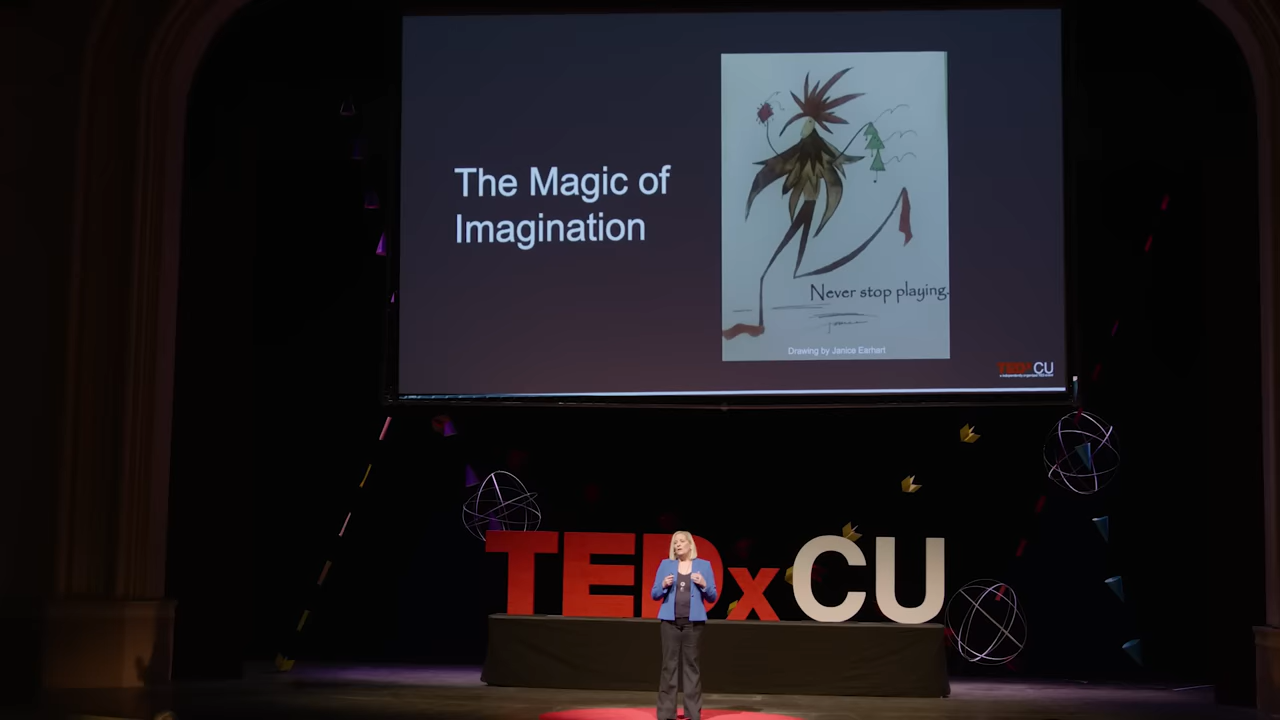 The Magic of
Imagination
Never stop playing.
Drawing by Janice Earhart
TEDxCU
TEDxCU